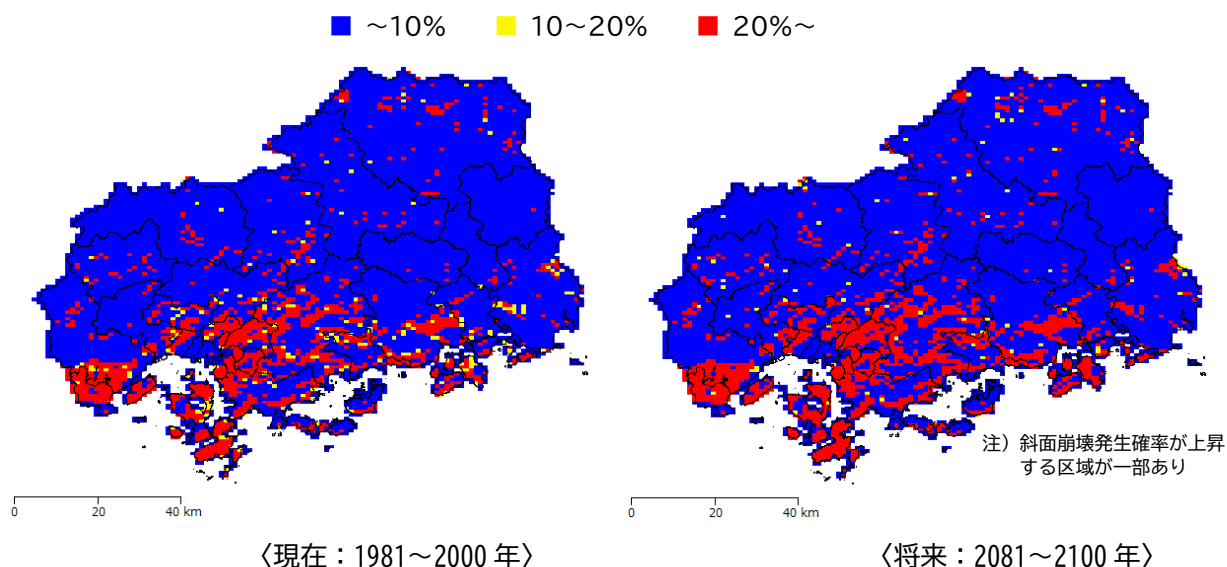 ~10% 10~20% 20%~
注）斜面崩壊発生確率が上昇
する区域が一部あり
0 20 40 km
0 20 40 km
〈現在：1981～2000 年〉
〈将来：2081～2100 年〉